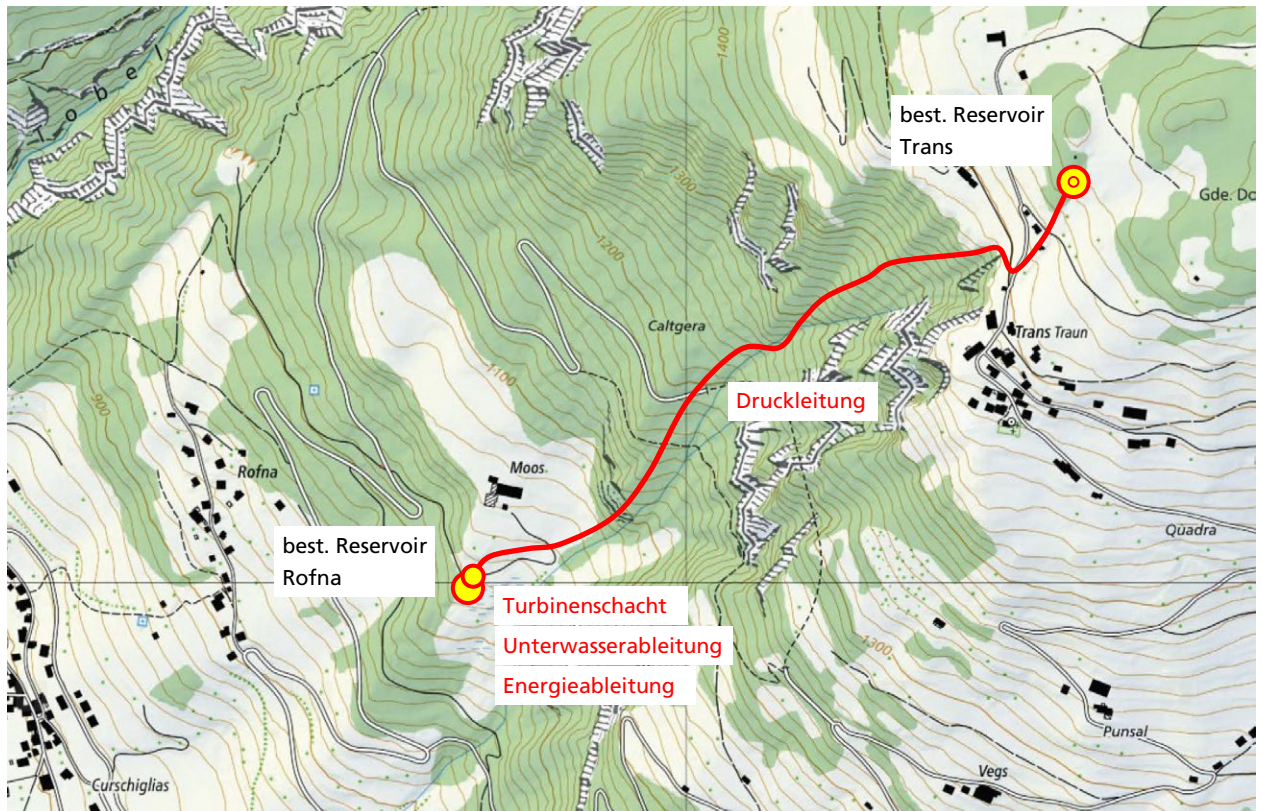 Tobel
1400
best. Reservoir
Trans
1300
Gde. Do
1200
Caltgera
Trans Traun
1100
900
Druckleitung
Rofna
Moos
Quadra
best. Reservoir
Rofna
Turbinenschacht
Unterwasserableitung
1300
Energieableitung
Punsal
Vegs
Curschiglias